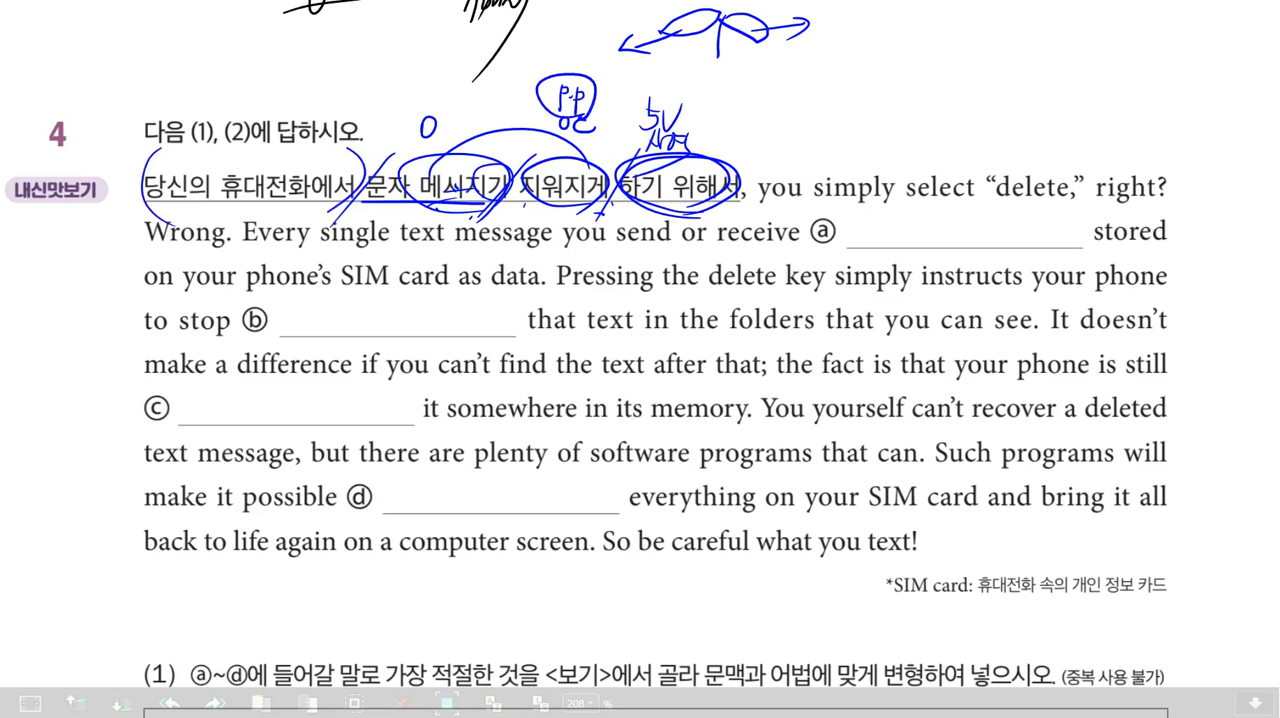 p.p
O
5V
4
다음 (1), (2)에 답하시오.
내신맛보기
당신의 휴대전화에서 문자 메시지가 지워지게 하기 위해서, you simply select “delete,” right?
Wrong. Every single text message you send or receive ⓐ stored
on your phone’s SIM card as data. Pressing the delete key simply instructs your phone
to stop ⓑ that text in the folders that you can see. It doesn’t
make a difference if you can’t find the text after that; the fact is that your phone is still
ⓒ it somewhere in its memory. You yourself can’t recover a deleted
text message, but there are plenty of software programs that can. Such programs will
make it possible ⓓ everything on your SIM card and bring it all
back to life again on a computer screen. So be careful what you text!
*SIM card: 휴대전화 속의 개인 정보 카드
(1) ⓐ~ⓓ에 들어갈 말로 가장 적절한 것을 <보기>에서 골라 문맥과 어법에 맞게 변형하여 넣으시오. (중복 사용 불가)
208 %